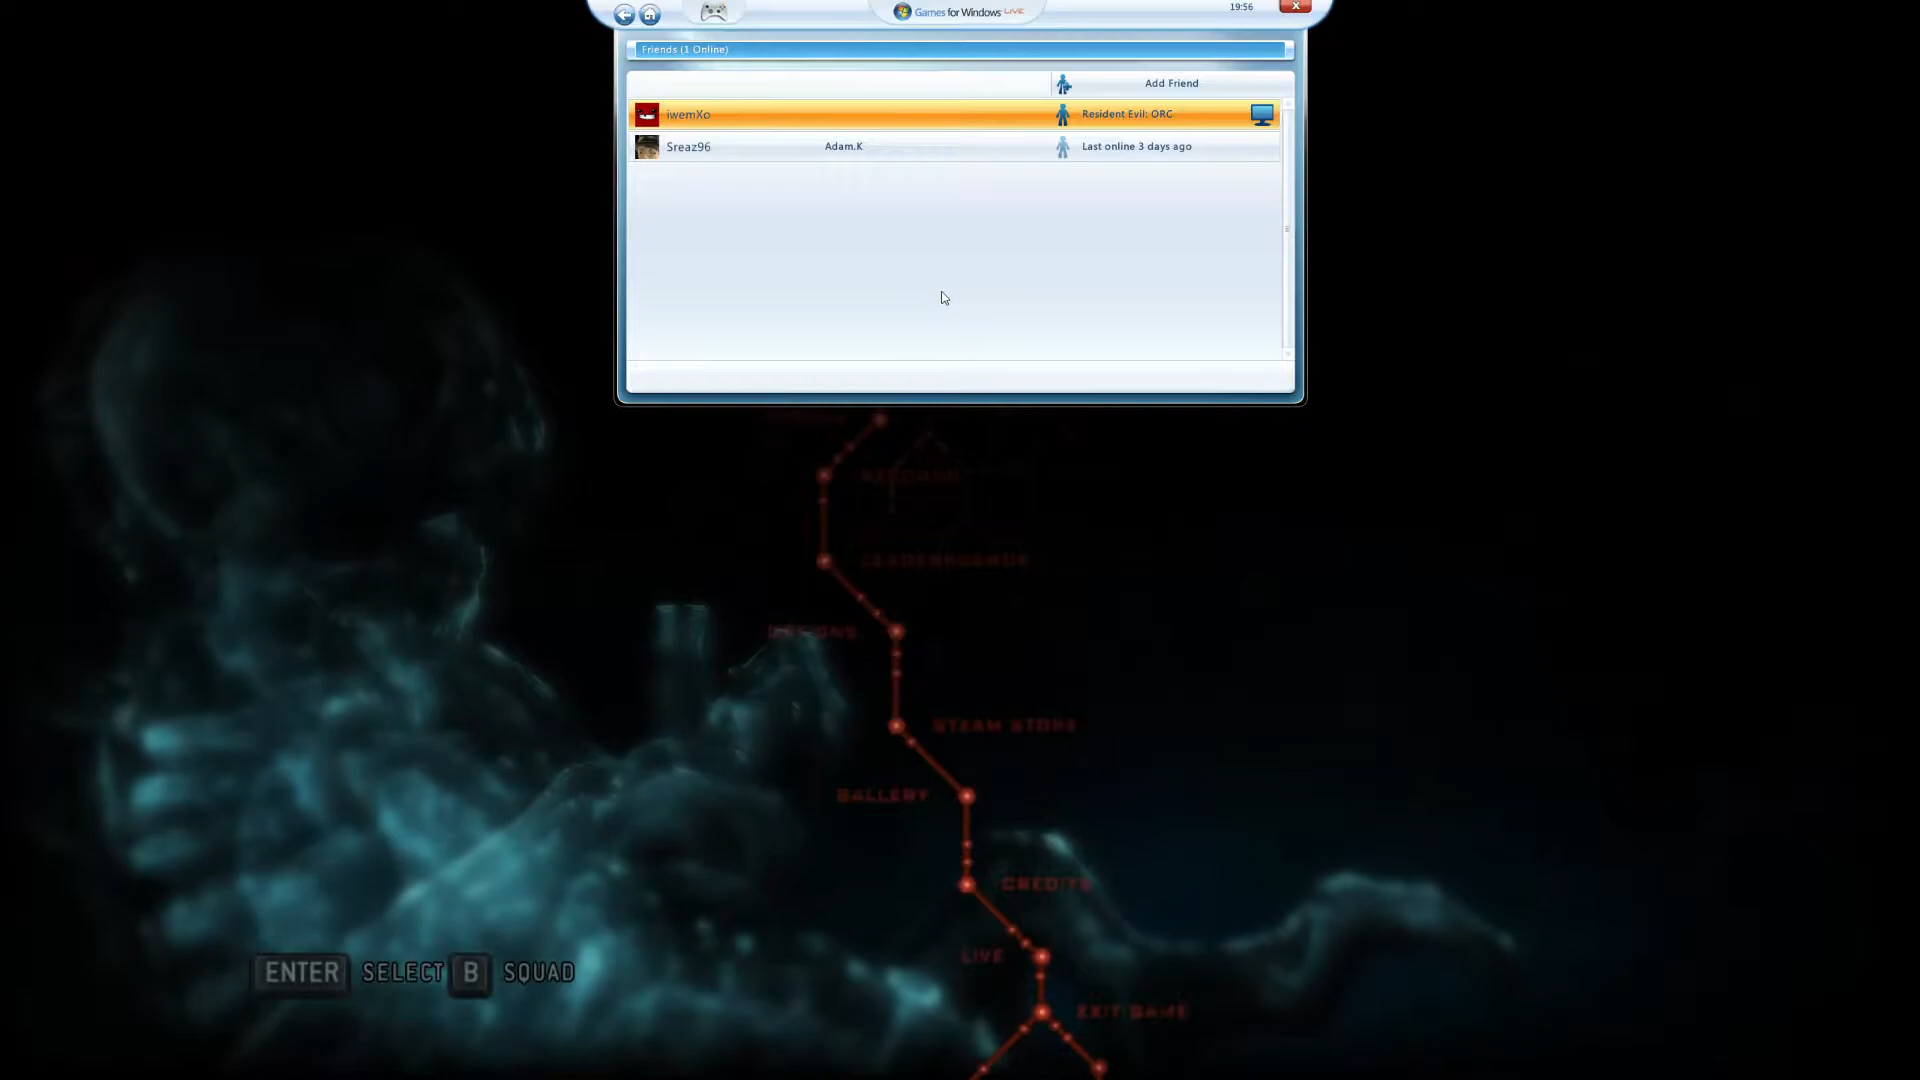 Games for Windows LIVE
19:56
Friends (1 Online)
Add Friend
iwemXo Resident Evil: ORC
Sreaz96 Adam.K Last online 3 days ago
LEADERBOARDS
STEAM STORE
GALLERY
CREDITS
LIVE
EXIT GAME
ENTER SELECT B SQUAD